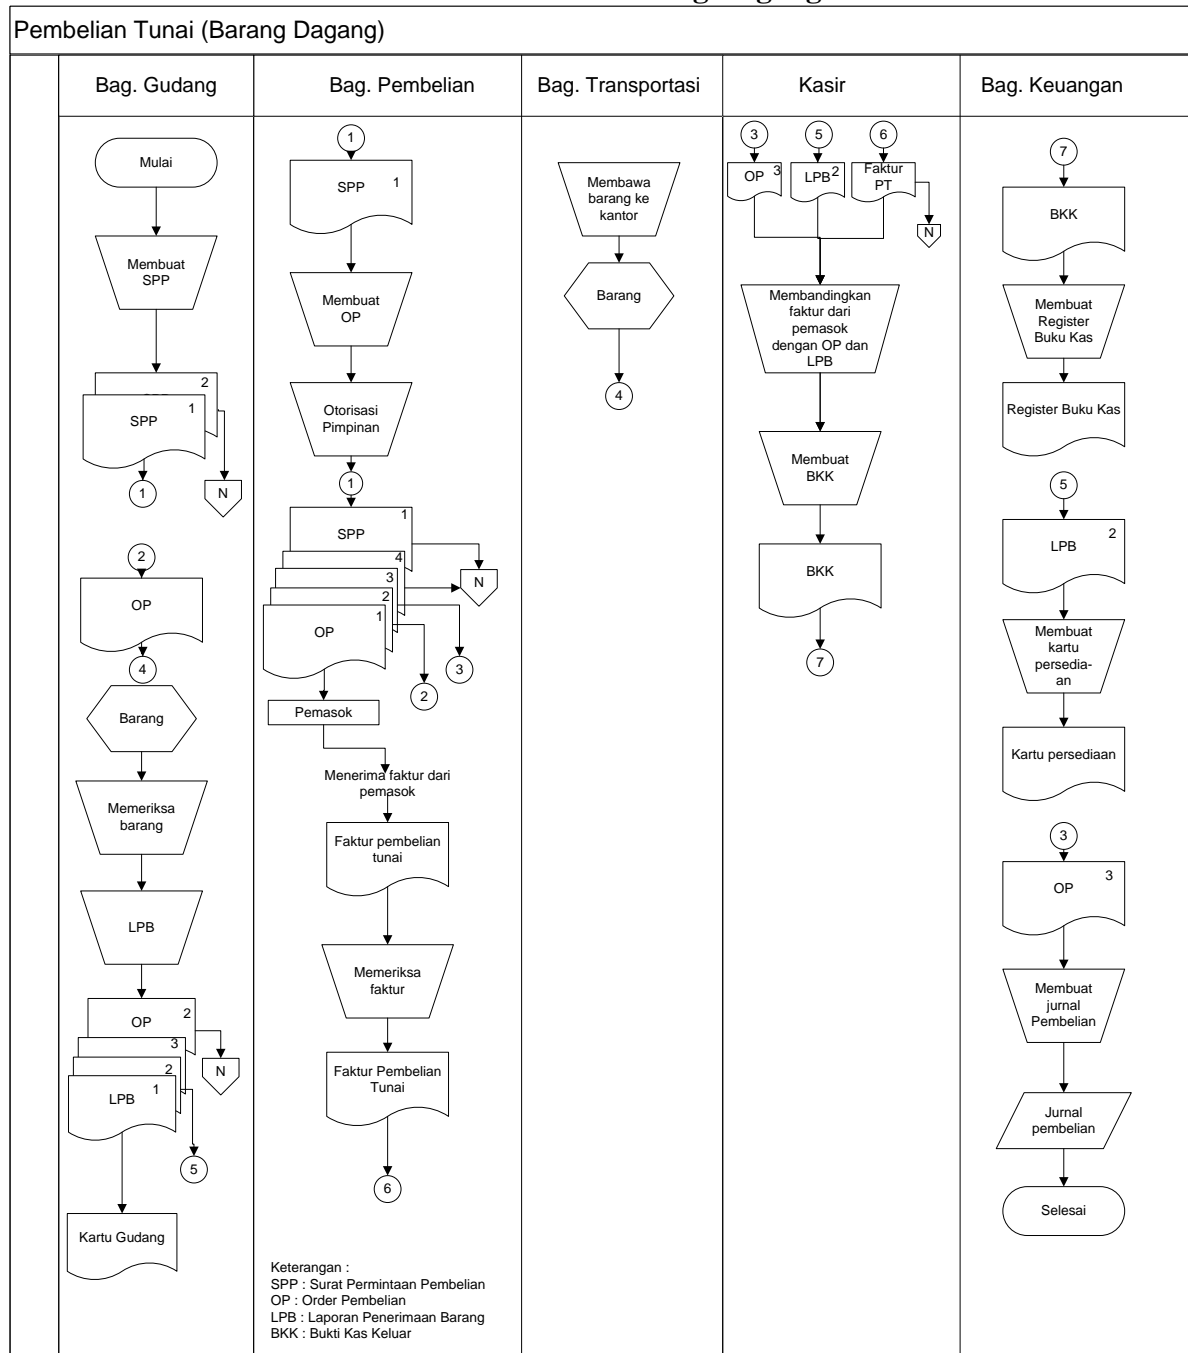 Pembelian Tunai (Barang Dagang)
Bag. Gudang
Bag. Pembelian
Bag. Transportasi
Kasir
Bag. Keuangan
Mulai
Membuat
SPP
2
1
SPP
1
N
2
OP
4
Barang
Memeriksa
barang
LPB
2
OP
3
N
2
1
LPB
5
Kartu Gudang
1
1
SPP
Membuat
OP
Otorisasi
Pimpinan
1
1
SPP
4
3
N
2
1
OP
3
2
Pemasok
Menerima faktur dari
pemasok
Faktur pembelian
tunai
Memeriksa
faktur
Faktur Pembelian
Tunai
6
Keterangan :
SPP : Surat Permintaan Pembelian
OP : Order Pembelian
LPB : Laporan Penerimaan Barang
BKK : Bukti Kas Keluar
Membawa
barang ke
kantor
Barang
4
3
5
6
OP 3
LPB 2
Faktur
PT
N
Membandingkan
faktur dari
pemasok
dengan OP dan
LPB
Membuat
BKK
BKK
7
7
BKK
Membuat
Register
Buku Kas
Register Buku Kas
5
2
LPB
Membuat
kartu
persedia-
an
Kartu persediaan
3
3
OP
Membuat
jurnal
Pembelian
Jurnal
pembelian
Selesai